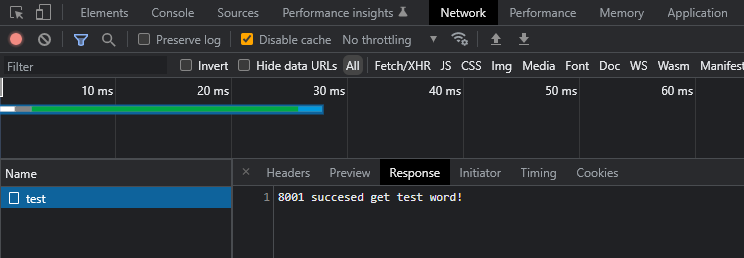 Elements Console Sources Performance insights Network Performance Memory Application
Preserve log Disable cache No throttling
Filter Invert Hide data URLs All Fetch/XHR JS CSS Img Media Font Doc WS Wasm Manifest
10 ms 20 ms 30 ms 40 ms 50 ms 60 ms
Name × Headers Preview Response Initiator Timing Cookies
test 1 8001 succesed get test word!